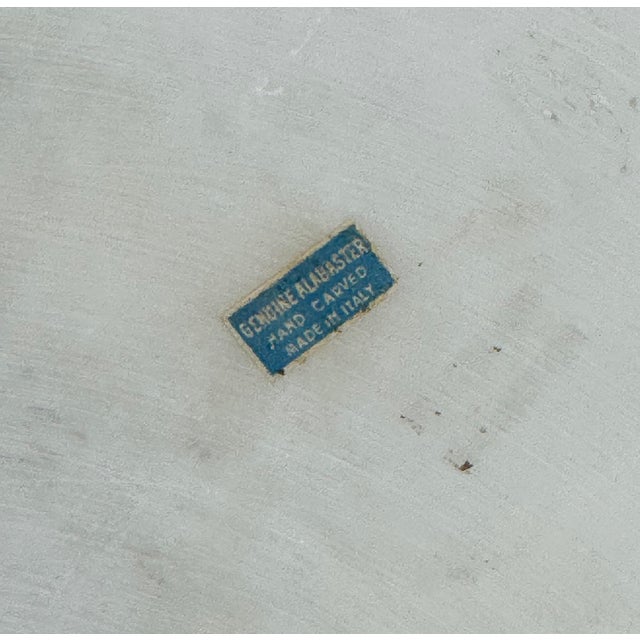 GENUINE ALABASTER
HAND CARVED
MADE IN ITALY